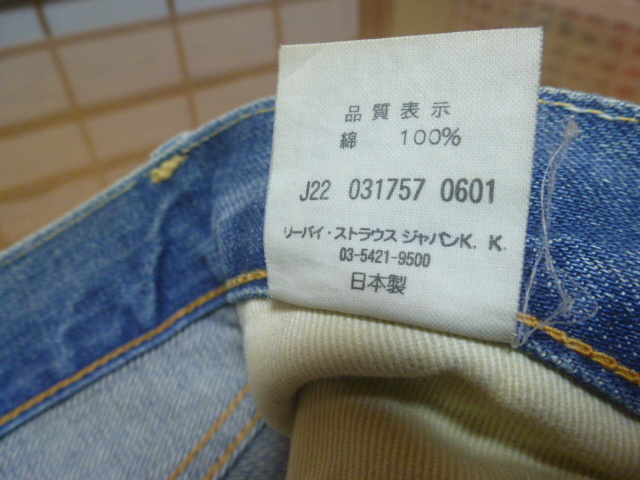 品質表示
綿 100%
J22 031757 0601
リーバイ・ストラウス ジャパンK. K.
03-5421-9500
日本製